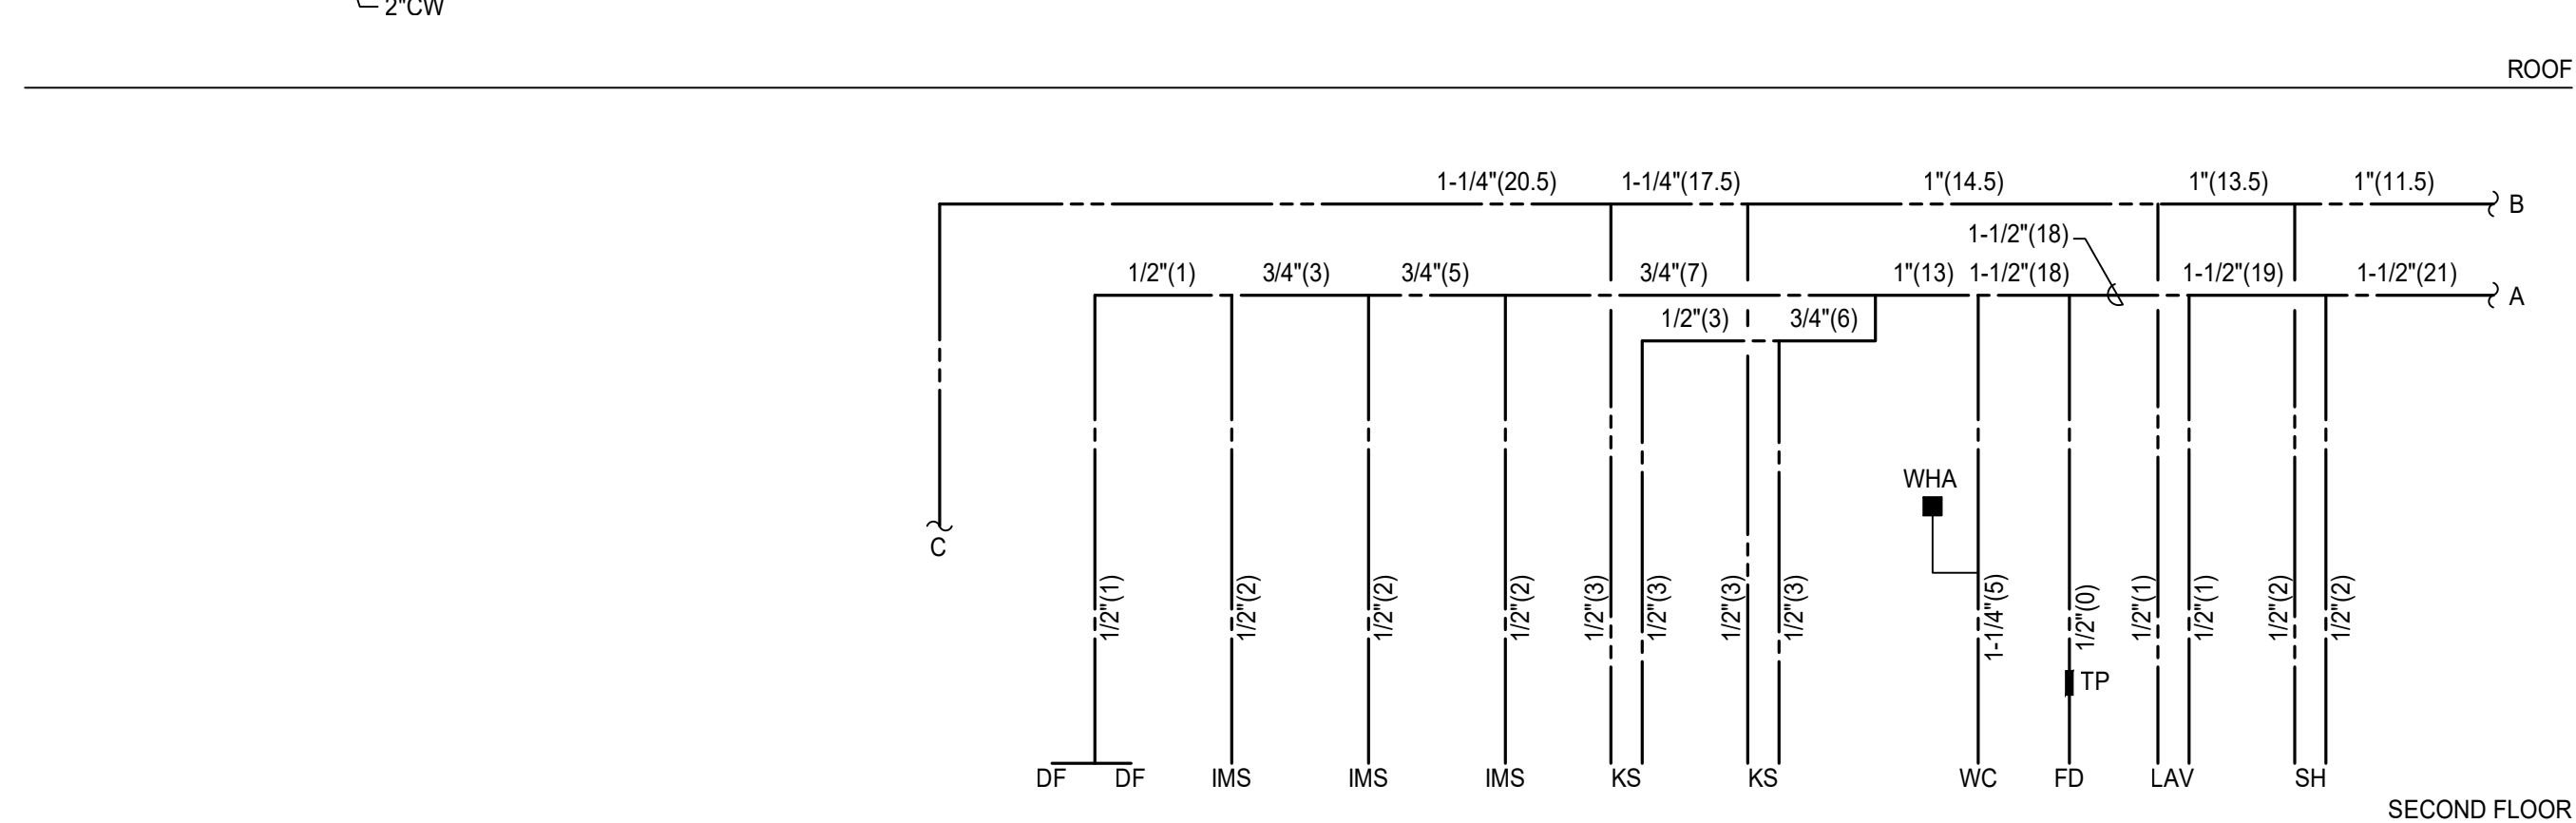 2"CW
ROOF
1-1/4"(20.5) 1-1/4"(17.5) 1"(14.5) 1"(13.5) 1"(11.5)
B
1-1/2"(18)
1/2"(1) 3/4"(3) 3/4"(5) 3/4"(7) 1"(13) 1-1/2"(18) 1-1/2"(19) 1-1/2"(21)
A
1/2"(3) 3/4"(6)
WHA
C
1/2"(1) 1/2"(2) 1/2"(2) 1/2"(2) 1/2"(3) 1/2"(3) 1/2"(3) 1/2"(3) 1-1/4"(5) 1/2"(0) 1/2"(1) 1/2"(1) 1/2"(2) 1/2"(2)
TP
DF DF IMS IMS IMS KS KS WC FD LAV SH
SECOND FLOOR